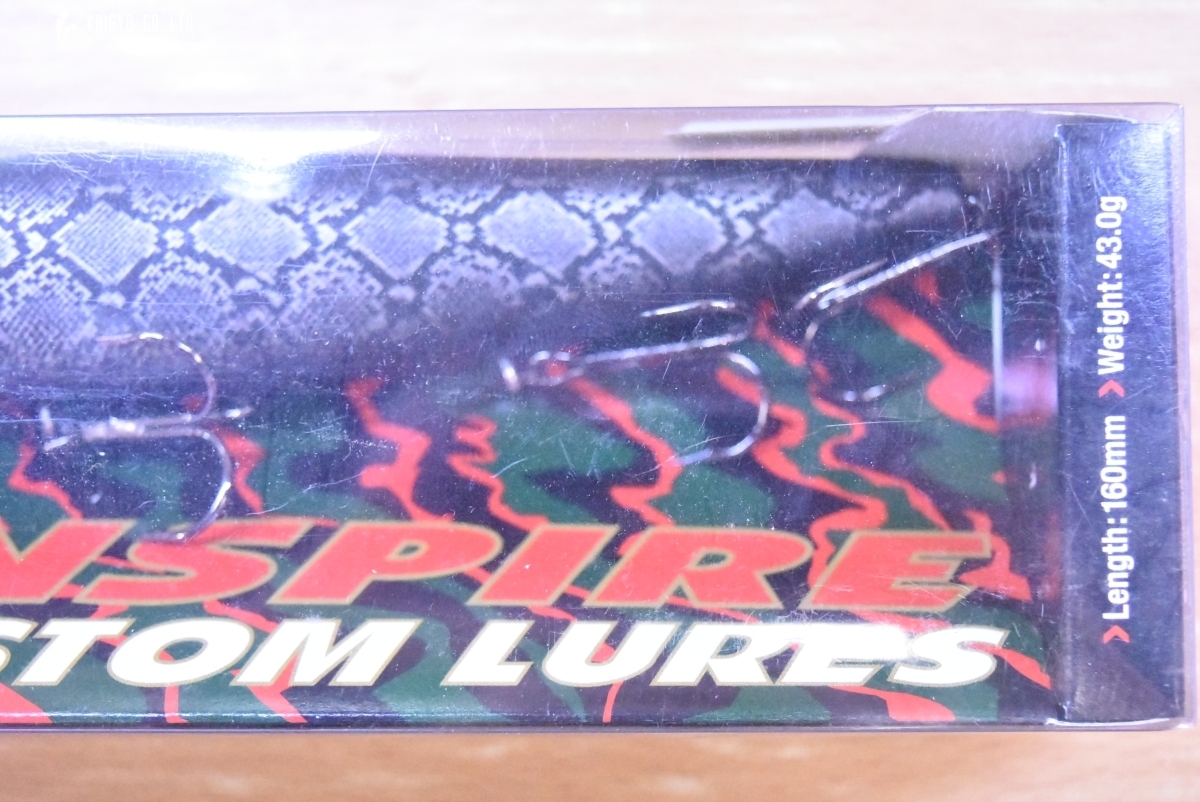 NSPIRE
STOM LURES
> Length: 160mm > Weight: 43.0g